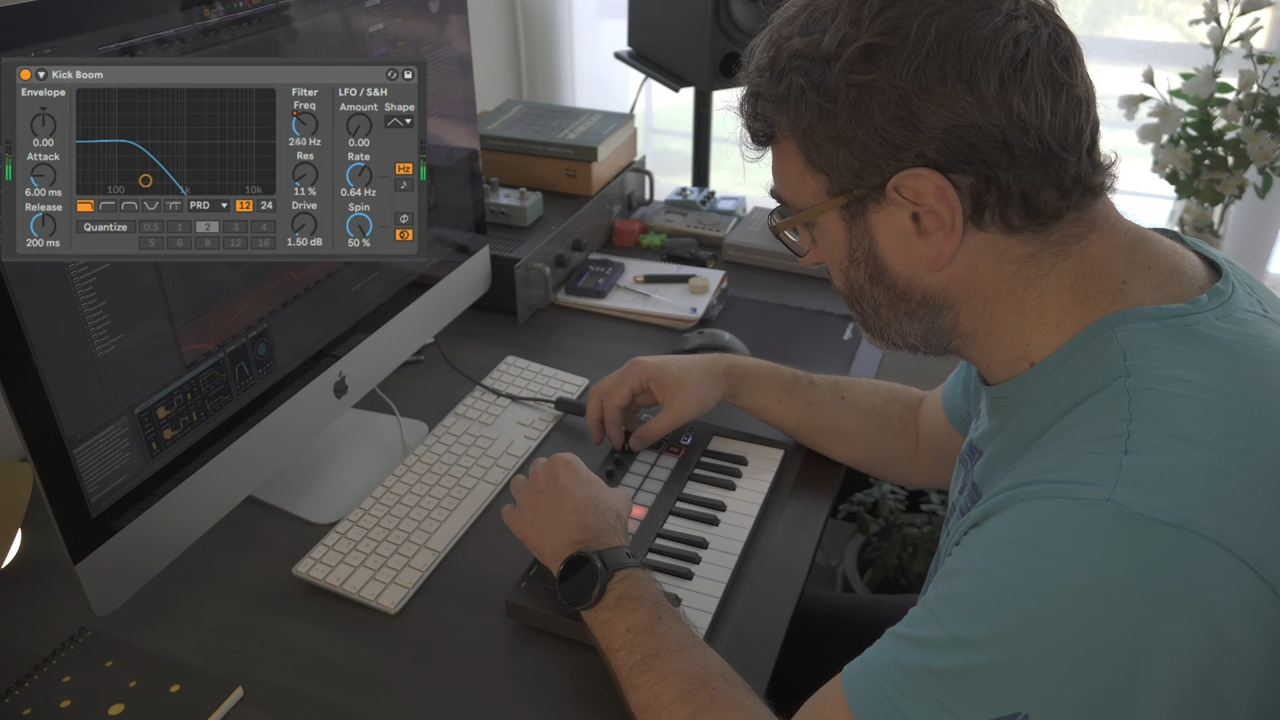 Kick Boom
Envelope
Filter
LFO / S&H
Freq
Amount
Shape
0.00
0.00
Attack
Res
Rate
Hz
6.00 ms
100
1k
10k
11 %
0.64 Hz
Release
PRD
12
24
Drive
Spin
200 ms
Quantize
0.5
1
2
3
4
1.50 dB
50 %
5
6
8
12
16